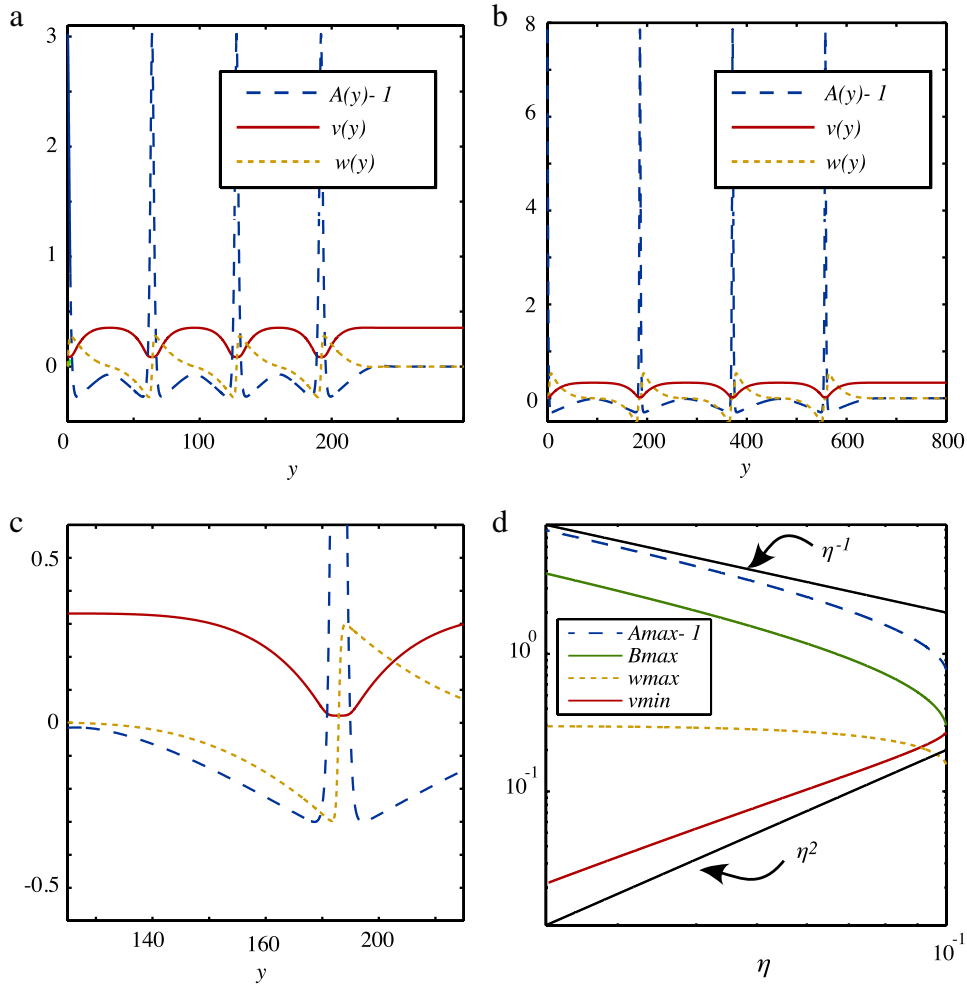 a
3
2
1
0
0
100
200
y
A(y)- 1
v(y)
w(y)
b
8
6
4
2
0
0
200
400
600
800
y
A(y)- 1
v(y)
w(y)
c
0.5
0
-0.5
140
160
200
y
d
η-1
Amax- 1
Bmax
wmax
vmin
10 0
10 -1
η2
η
10 -1